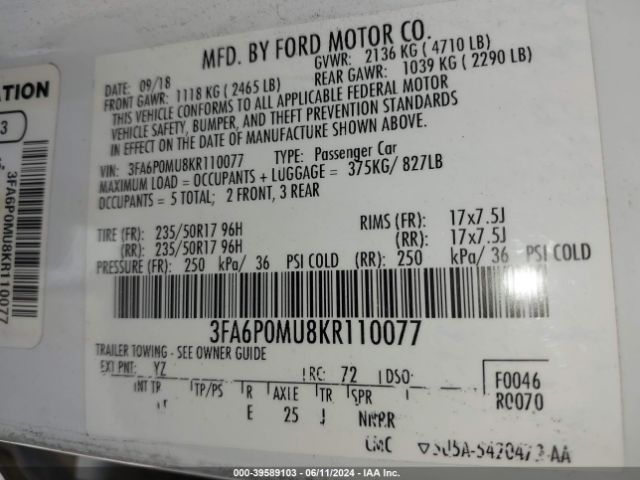 MFD. BY FORD MOTOR CO.
DATE: 09/18
GVWR: 2136 KG (4710 LB)
FRONT GAWR: 1118 KG (2465 LB)
REAR GAWR: 1039 KG (2290 LB)
THIS VEHICLE CONFORMS TO ALL APPLICABLE FEDERAL MOTOR
VEHICLE SAFETY, BUMPER, AND THEFT PREVENTION STANDARDS
IN EFFECT ON THE DATE OF MANUFACTURE SHOWN ABOVE.
VIN: 3FA6P0MU8KR110077 TYPE: Passenger Car
MAXIMUM LOAD = OCCUPANTS + LUGGAGE = 375KG/ 827LB
OCCUPANTS = 5 TOTAL; 2 FRONT, 3 REAR
TIRE (FR): 235/50R17 96H RIMS (FR): 17x7.5J
(RR): 235/50R17 96H (RR): 17x7.5J
PRESSURE (FR): 250 kPa/ 36 PSI COLD (RR): 250 kPa/ 36 PSI COLD
3FA6P0MU8KR110077
TRAILER TOWING - SEE OWNER GUIDE
EXT PNT: YZ RC: 72 DSO:
INT TR TP/PS R AXLE TR SPR
E 25 J
F0046
R0070
3
3FA6P0MU8KR110077
000-39589103 - 06/11/2024 - IAA Inc.